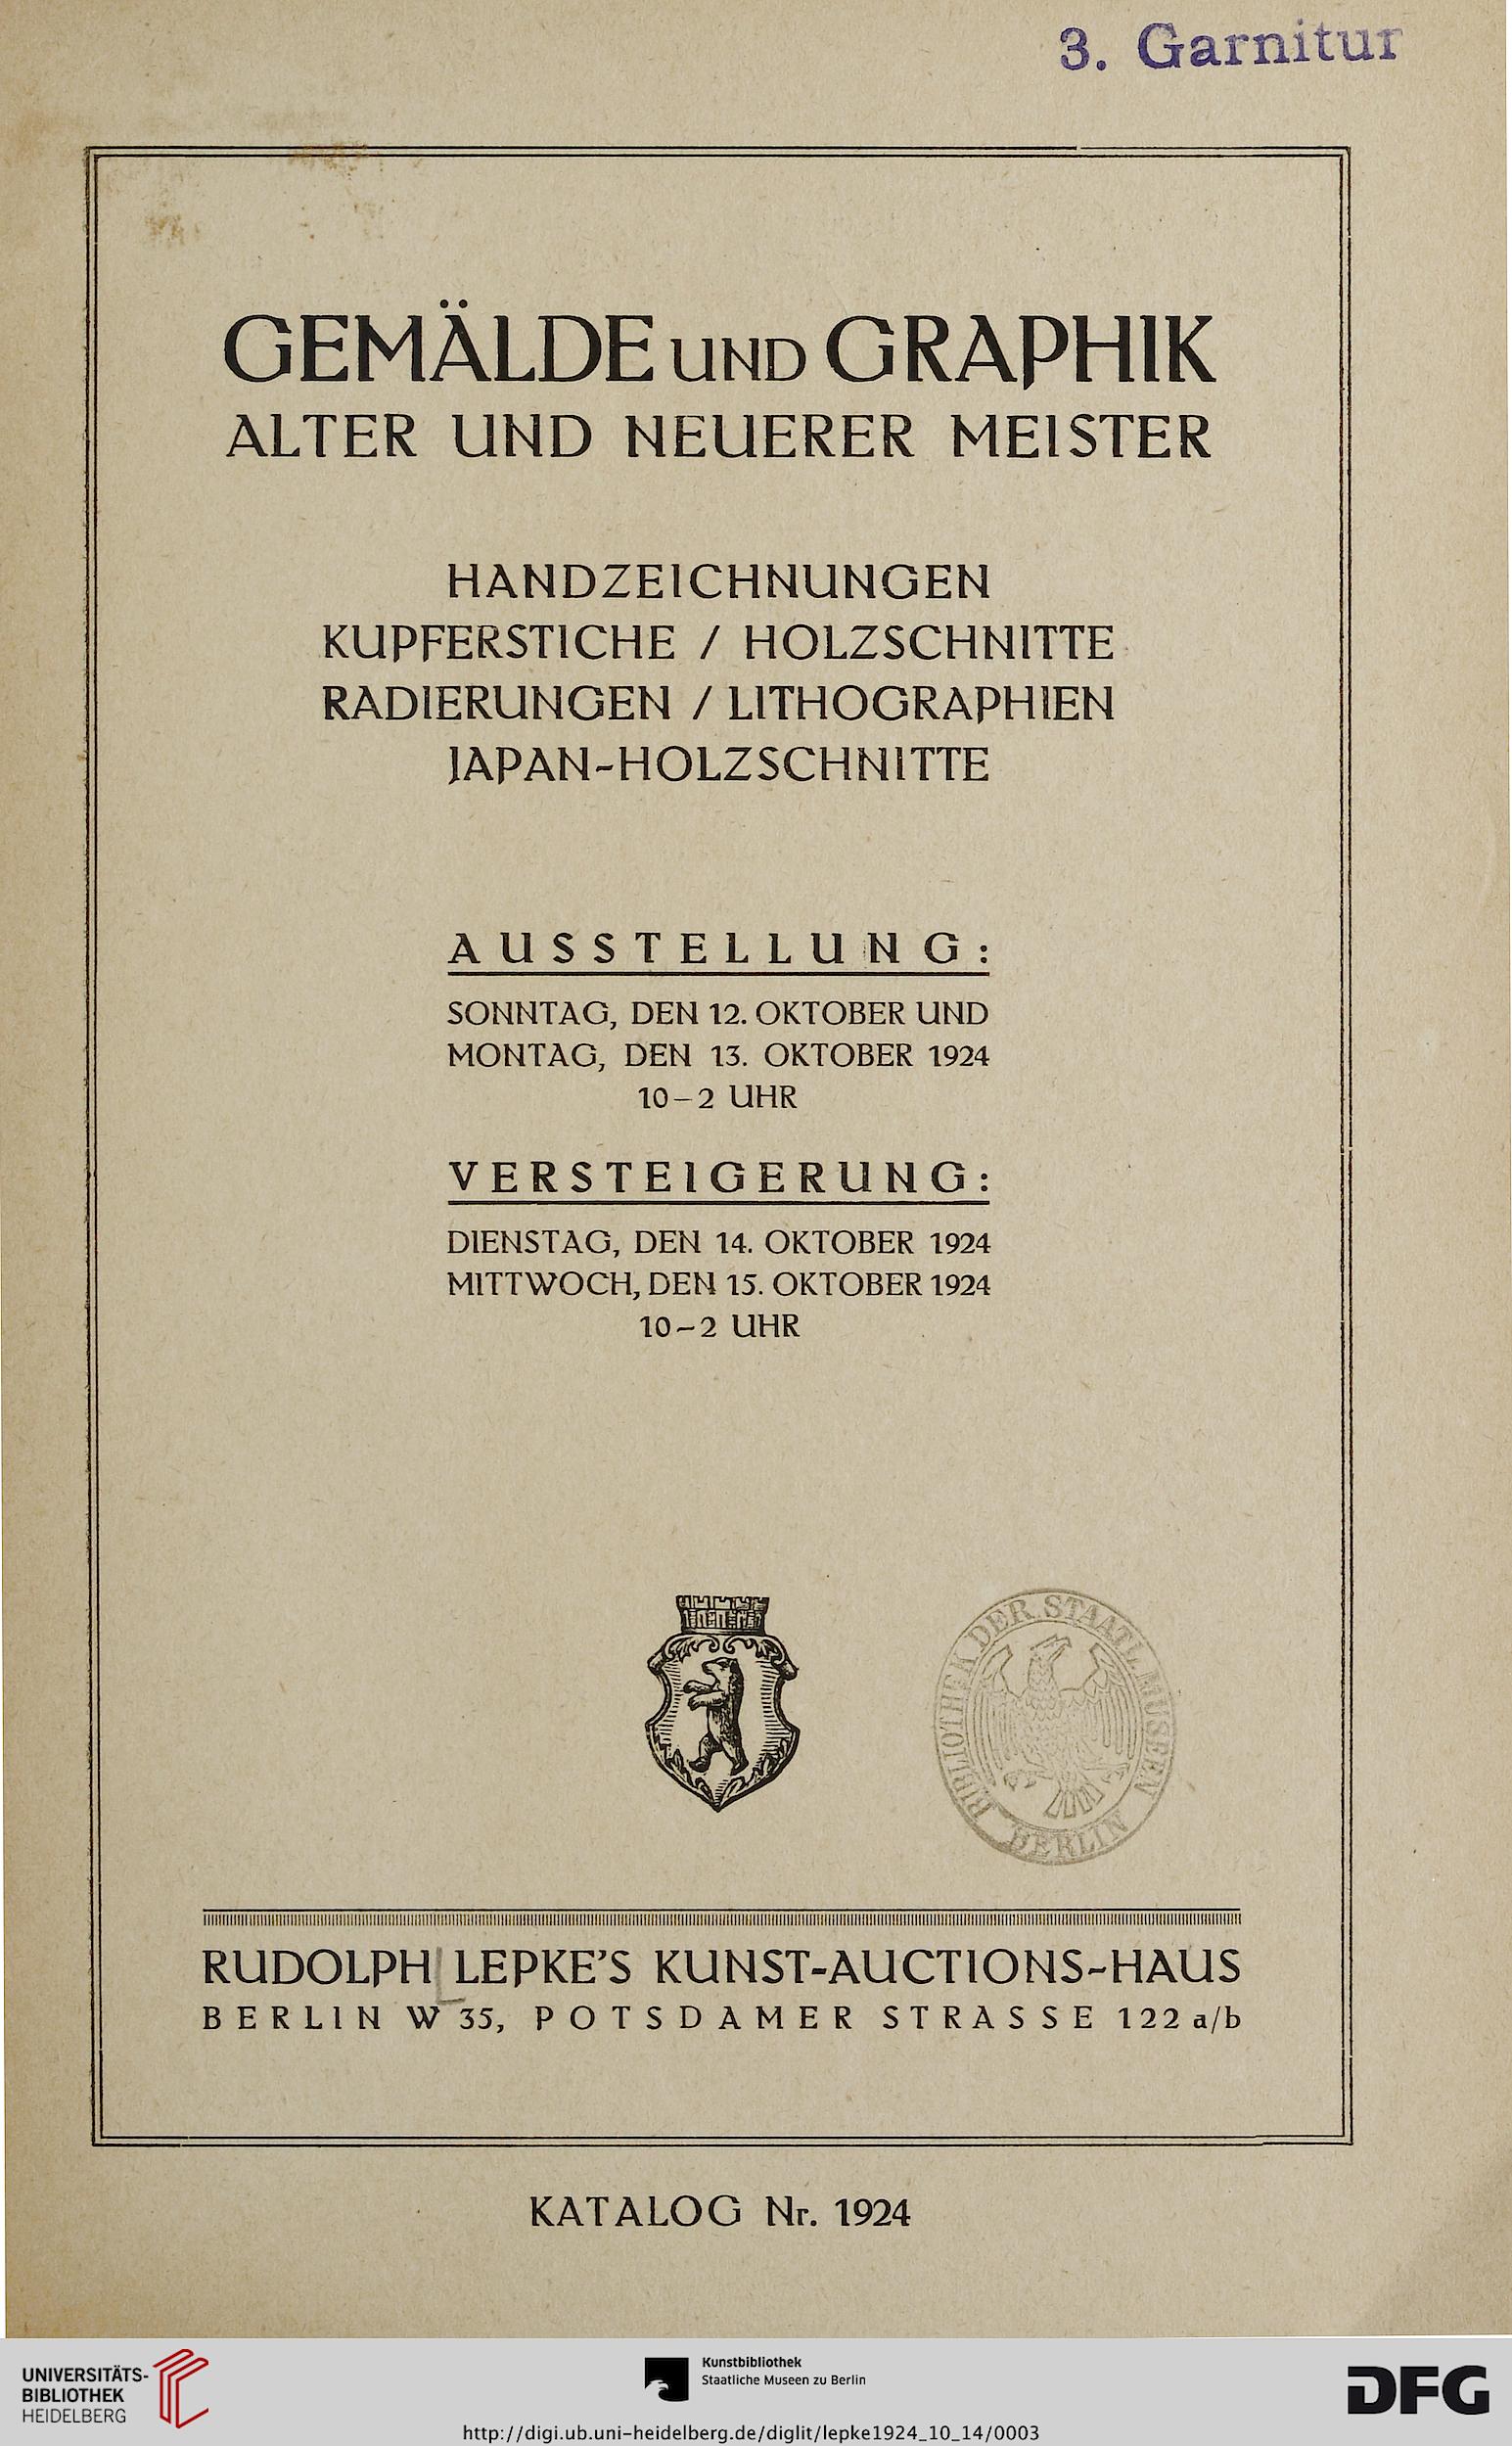 3. Garnitur
GEMÄLDE UND GRAPHIK
ALTER UND NEUERER MEISTER
HANDZEICHNUNGEN
KUPFERSTICHE / HOLZSCHNITTE
RADIERUNGEN / LITHOGRAPHIEN
JAPAN-HOLZSCHNITTE
AUSSTELLUNG:
SONNTAG, DEN 12. OKTOBER UND
MONTAG, DEN 13. OKTOBER 1924
10–2 UHR
VERSTEIGERUNG:
DIENSTAG, DEN 14. OKTOBER 1924
MITTWOCH, DEN 15. OKTOBER 1924
10–2 UHR
BIBLIOTHEK DER STAATL. MUSEEN
BERLIN
RUDOLPH LEPKE'S KUNST-AUCTIONS-HAUS
BERLIN W 35, POTSDAMER STRASSE 122 a/b
KATALOG Nr. 1924
UNIVERSITÄTS-
BIBLIOTHEK
HEIDELBERG
Kunstbibliothek
Staatliche Museen zu Berlin
DFG
http://digi.ub.uni-heidelberg.de/diglit/lepke1924_10_14/0003